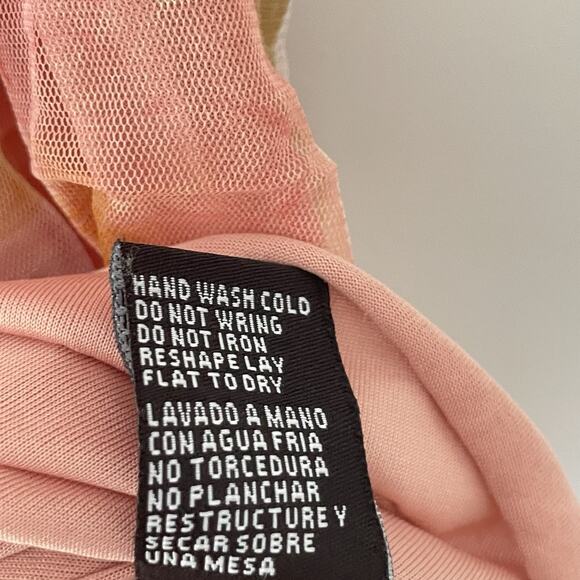 HAND WASH COLD
DO NOT WRING
DO NOT IRON
RESHAPE LAY
FLAT TO DRY
LAVADO A MANO
CON AGUA FRIA
NO TORCEDURA
NO PLANCHAR
RESTRUCTURE Y
SECAR SOBRE
UNA MESA